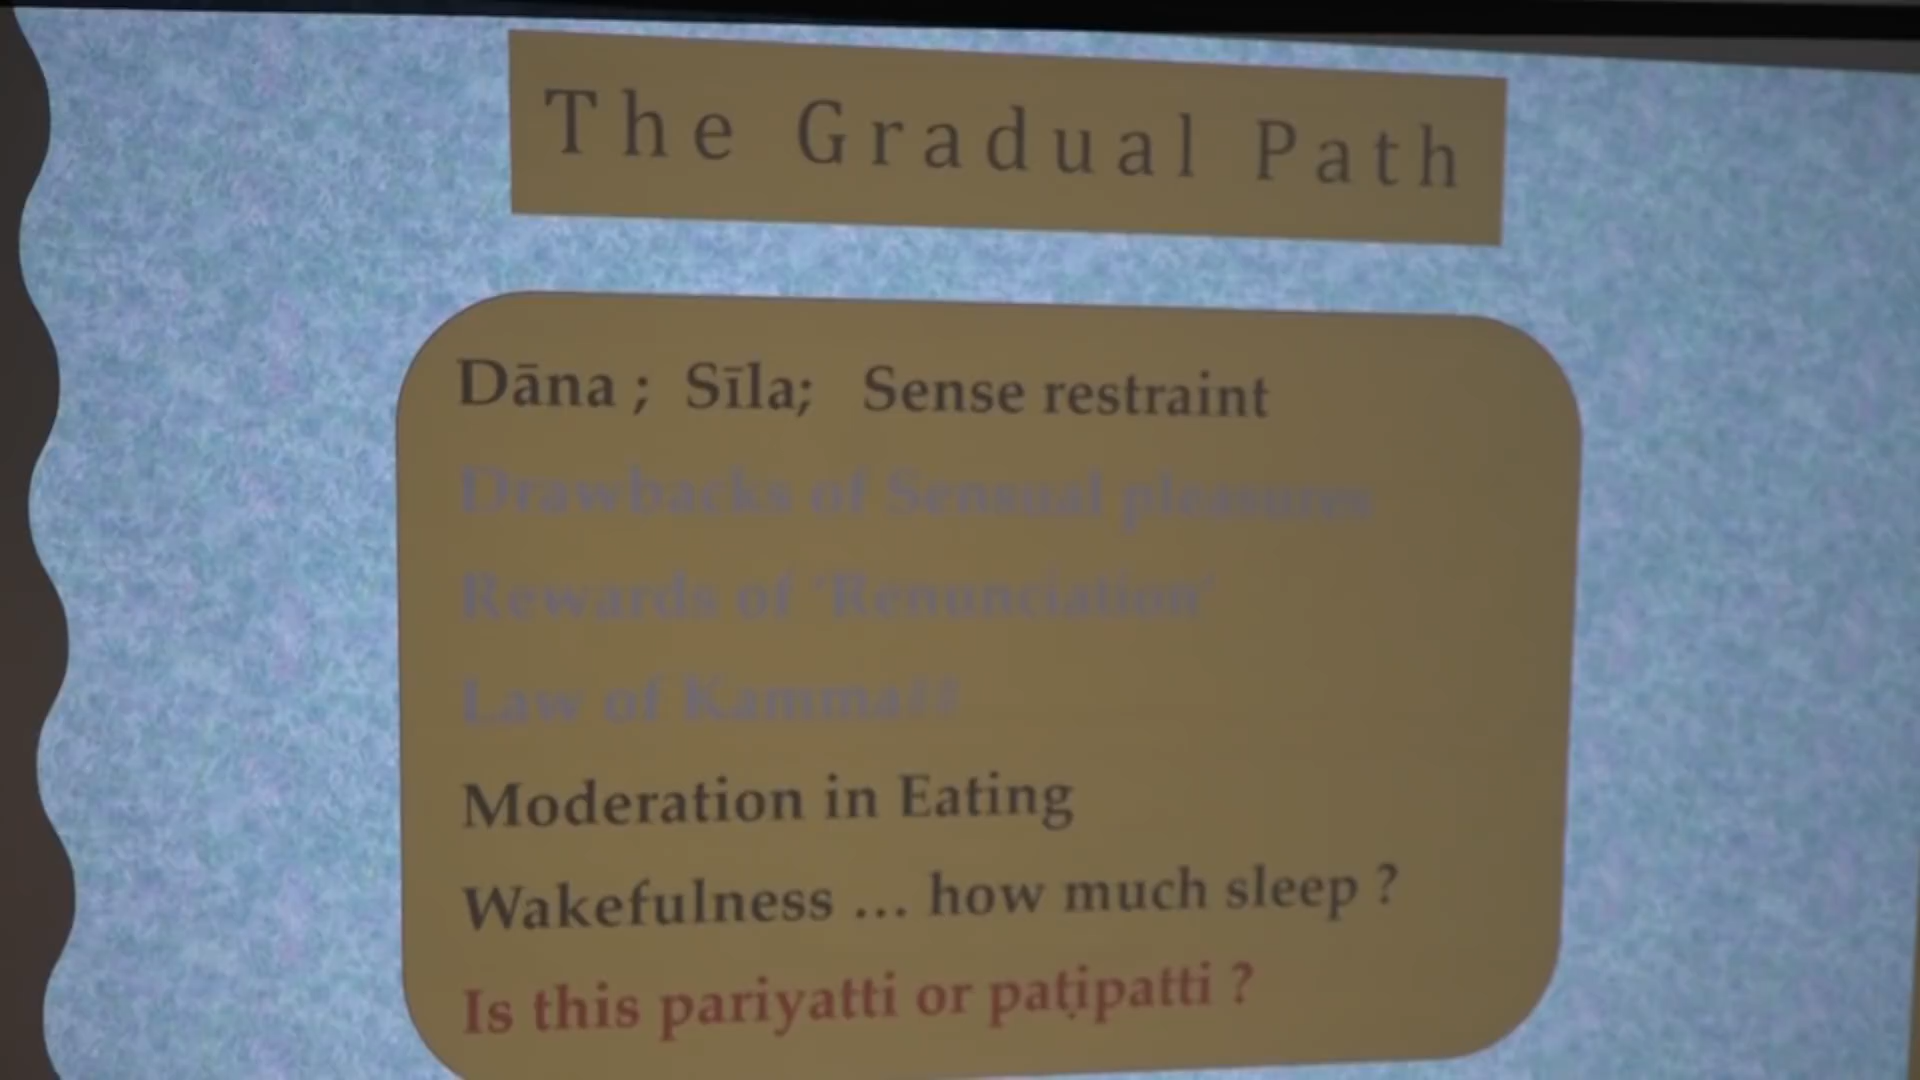 The Gradual Path
Dāna ; Sīla; Sense restraint
Drawbacks of Sensual pleasures
Rewards of ‘Renunciation’
Law of Kamma
Moderation in Eating
Wakefulness ... how much sleep ?
Is this pariyatti or paṭipatti ?